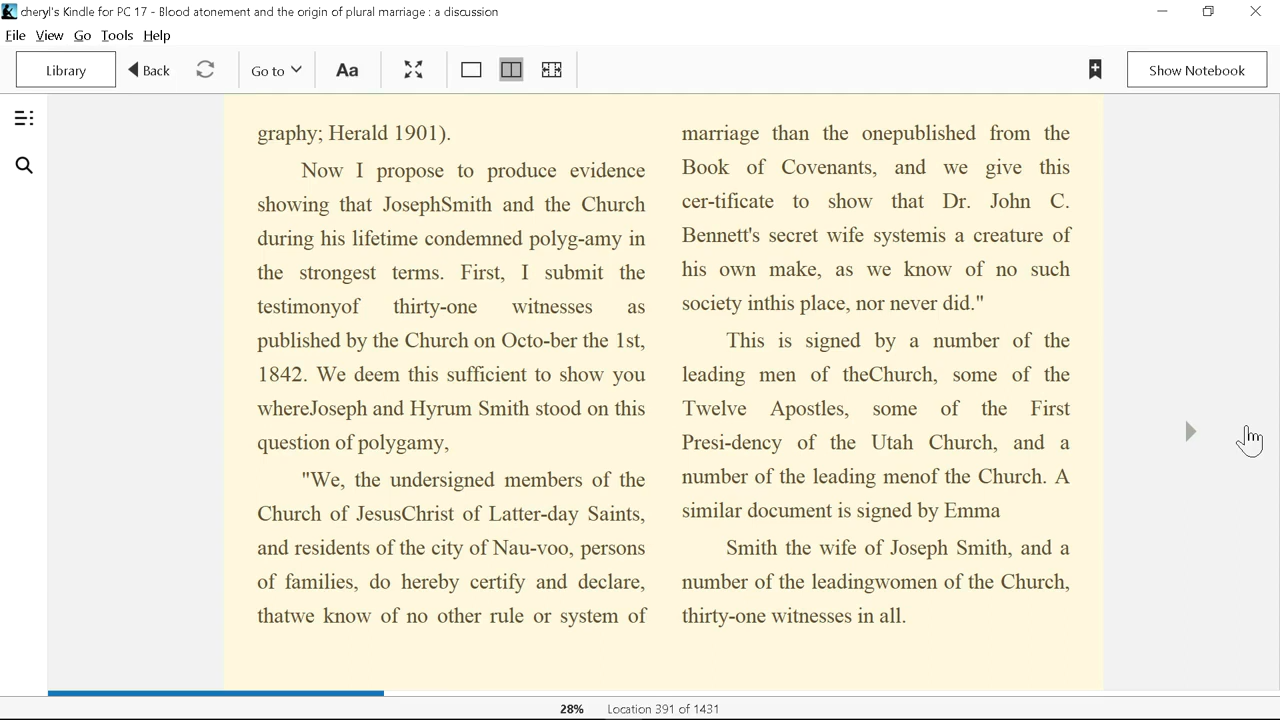 cheryl's Kindle for PC 17 - Blood atonement and the origin of plural marriage : a discussion
File View Go Tools Help
Library Back Go to Aa Show Notebook
graphy; Herald 1901).
Now I propose to produce evidence
showing that JosephSmith and the Church
during his lifetime condemned polyg-amy in
the strongest terms. First, I submit the
testimonyof thirty-one witnesses as
published by the Church on Octo-ber the 1st,
1842. We deem this sufficient to show you
whereJoseph and Hyrum Smith stood on this
question of polygamy,
"We, the undersigned members of the
Church of JesusChrist of Latter-day Saints,
and residents of the city of Nau-voo, persons
of families, do hereby certify and declare,
thatwe know of no other rule or system of
marriage than the onepublished from the
Book of Covenants, and we give this
cer-tificate to show that Dr. John C.
Bennett's secret wife systemis a creature of
his own make, as we know of no such
society inthis place, nor never did."
This is signed by a number of the
leading men of theChurch, some of the
Twelve Apostles, some of the First
Presi-dency of the Utah Church, and a
number of the leading menof the Church. A
similar document is signed by Emma
Smith the wife of Joseph Smith, and a
number of the leadingwomen of the Church,
thirty-one witnesses in all.
28% Location 391 of 1431